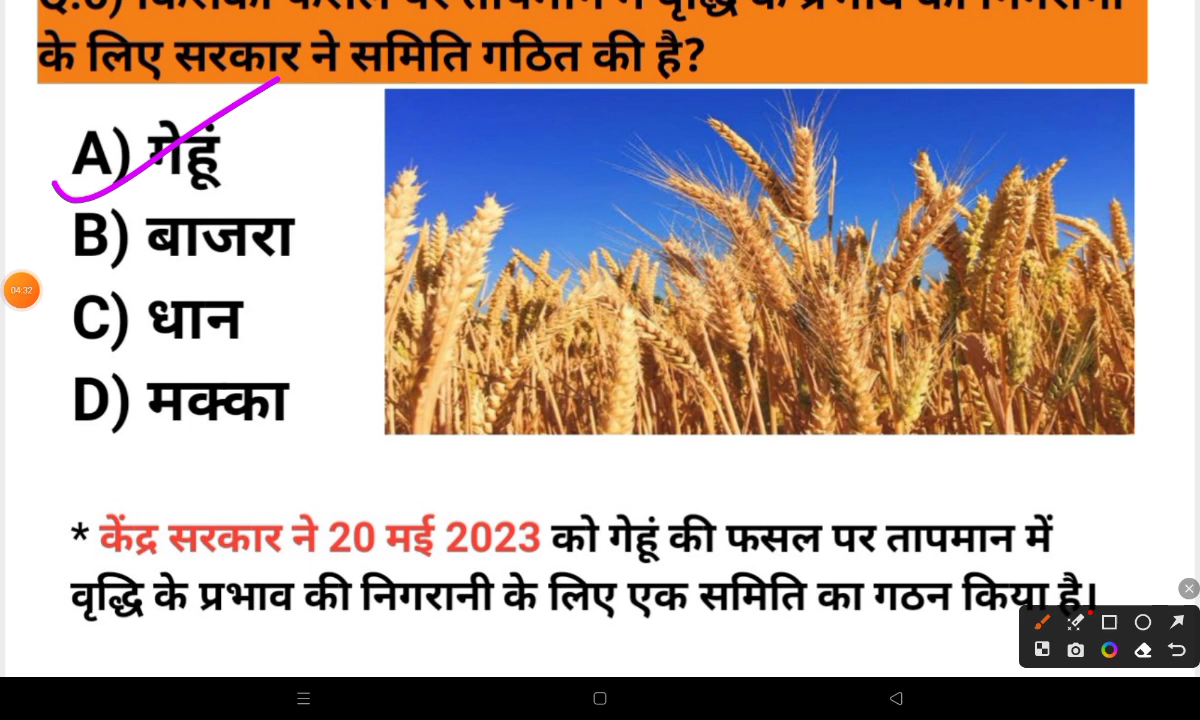 के लिए सरकार ने समिति गठित की है?
A) गेहूं
B) बाजरा
C) धान
D) मक्का
04:32
* केंद्र सरकार ने 20 मई 2023 को गेहूं की फसल पर तापमान में
वृद्धि के प्रभाव की निगरानी के लिए एक समिति का गठन किया है।